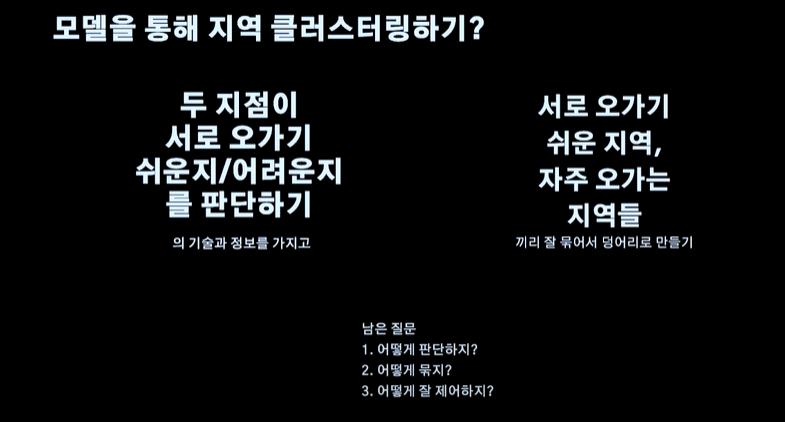 모델을 통해 지역 클러스터링하기?
두 지점이
서로 오가기
쉬운지/어려운지
를 판단하기
의 기술과 정보를 가지고
서로 오가기
쉬운 지역,
자주 오가는
지역들
끼리 잘 묶어서 덩어리로 만들기
남은 질문
1. 어떻게 판단하지?
2. 어떻게 묶지?
3. 어떻게 잘 제어하지?